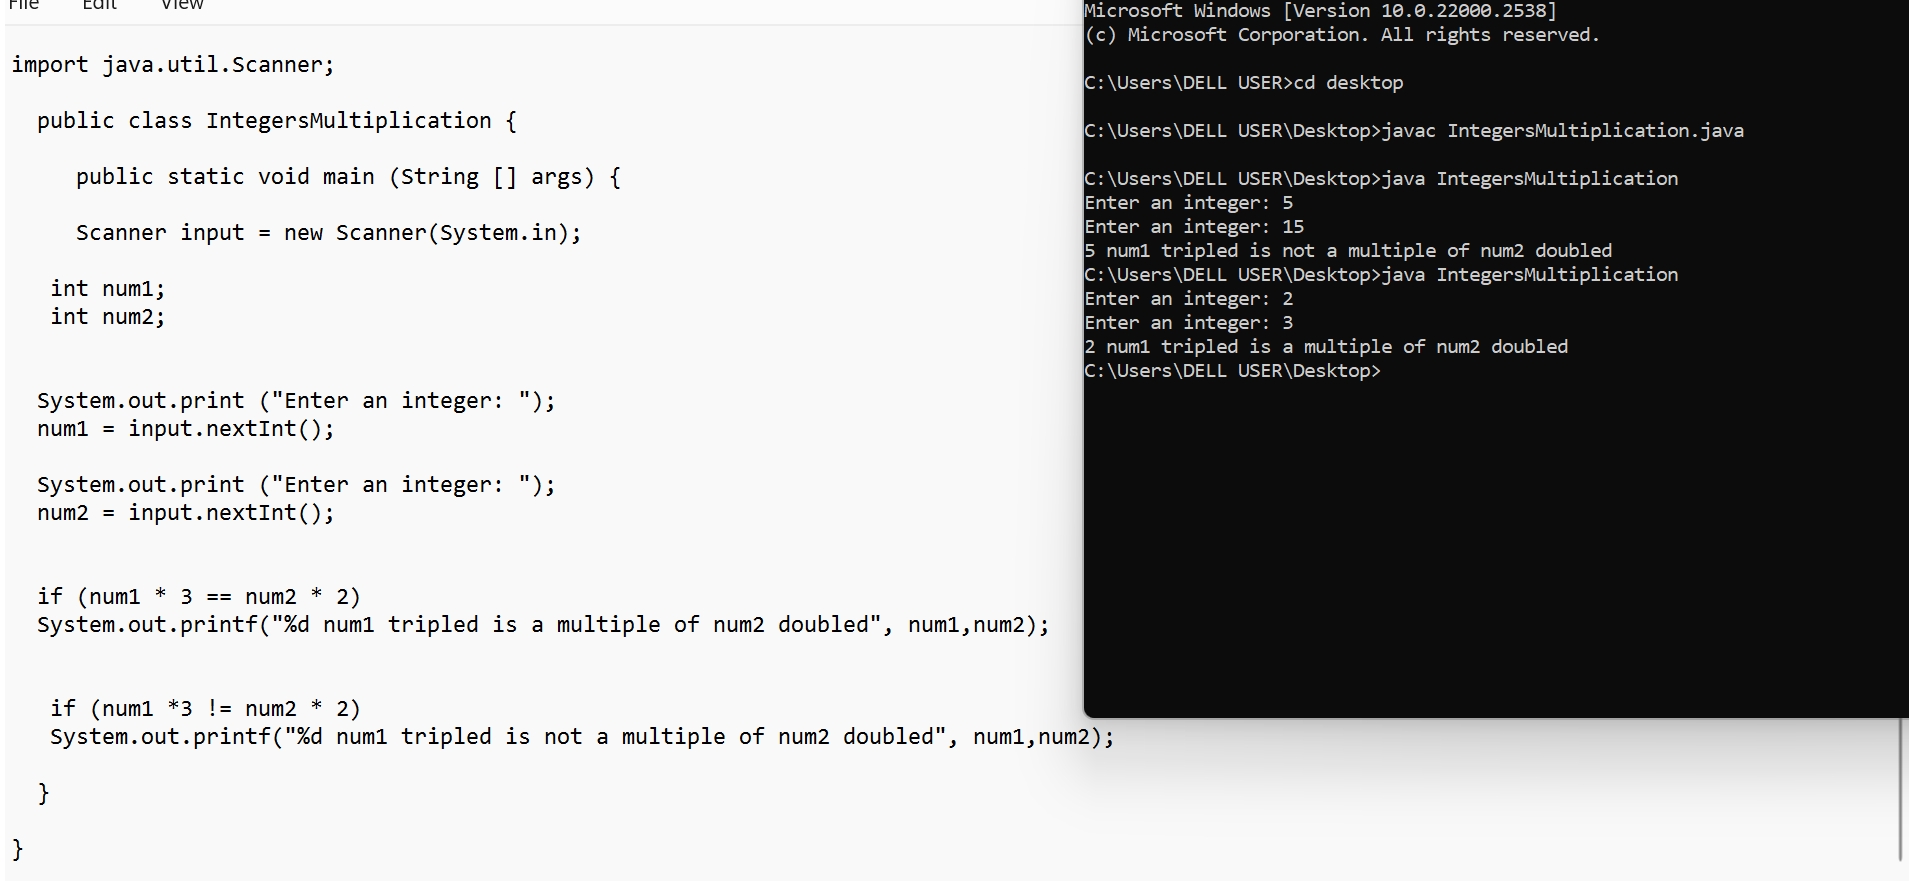 File Edit View
import java.util.Scanner;
public class IntegersMultiplication {
public static void main (String [] args) {
Scanner input = new Scanner(System.in);
int num1;
int num2;
System.out.print ("Enter an integer: ");
num1 = input.nextInt();
System.out.print ("Enter an integer: ");
num2 = input.nextInt();
if (num1 * 3 == num2 * 2)
System.out.printf("%d num1 tripled is a multiple of num2 doubled", num1,num2);
if (num1 *3 != num2 * 2)
System.out.printf("%d num1 tripled is not a multiple of num2 doubled", num1,num2);
}
}
Microsoft Windows [Version 10.0.22000.2538]
(c) Microsoft Corporation. All rights reserved.
C:\Users\DELL USER>cd desktop
C:\Users\DELL USER\Desktop>javac IntegersMultiplication.java
C:\Users\DELL USER\Desktop>java IntegersMultiplication
Enter an integer: 5
Enter an integer: 15
5 num1 tripled is not a multiple of num2 doubled
C:\Users\DELL USER\Desktop>java IntegersMultiplication
Enter an integer: 2
Enter an integer: 3
2 num1 tripled is a multiple of num2 doubled
C:\Users\DELL USER\Desktop>